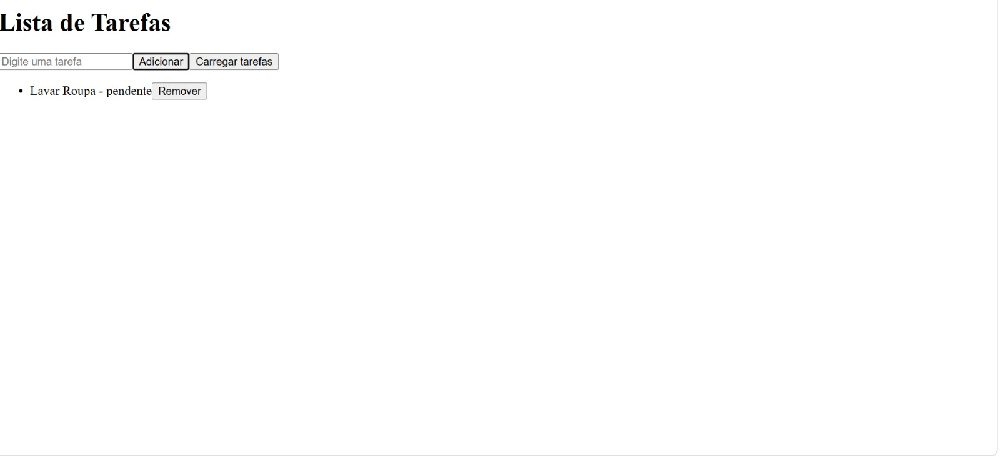 Lista de Tarefas
Digite uma tarefa Adicionar Carregar tarefas
Lavar Roupa - pendente Remover